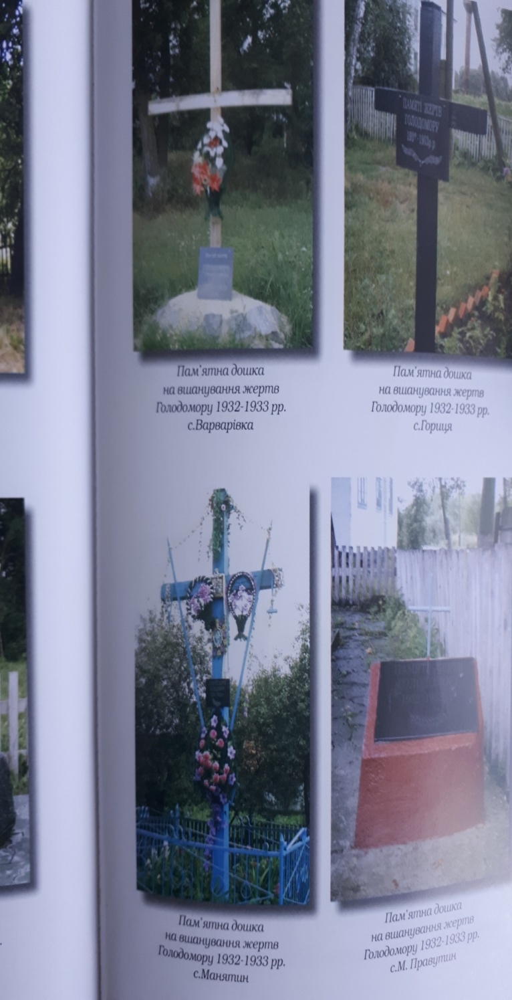 ПАМЯТІ ЖЕРТВ
ГОЛОДОМОРУ
Пам'ятна дошка
на вшанування жертв
Голодомору 1932-1933 рр.
с.Варварівка
Пам'ятна дошка
на вшанування жертв
Голодомору 1932-1933 рр.
с.Гориця
Пам'ятна дошка
на вшанування жертв
Голодомору 1932-1933 рр.
с.Манятин
Пам'ятна дошка
на вшанування жертв
Голодомору 1932-1933 рр.
с.М. Правутин